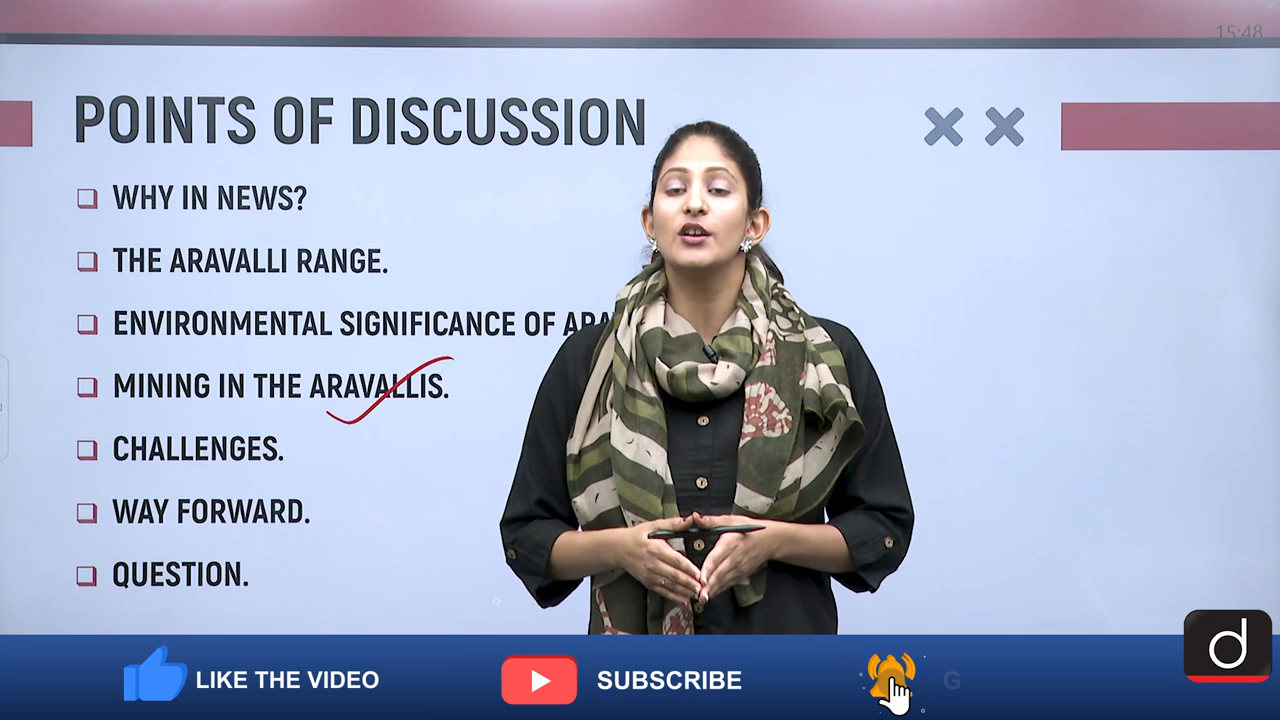 15:48
POINTS OF DISCUSSION
❑ WHY IN NEWS?
❑ THE ARAVALLI RANGE.
❑ ENVIRONMENTAL SIGNIFICANCE OF ARA
❑ MINING IN THE ARAVALLIS.
❑ CHALLENGES.
❑ WAY FORWARD.
❑ QUESTION.
LIKE THE VIDEO
SUBSCRIBE
G
d